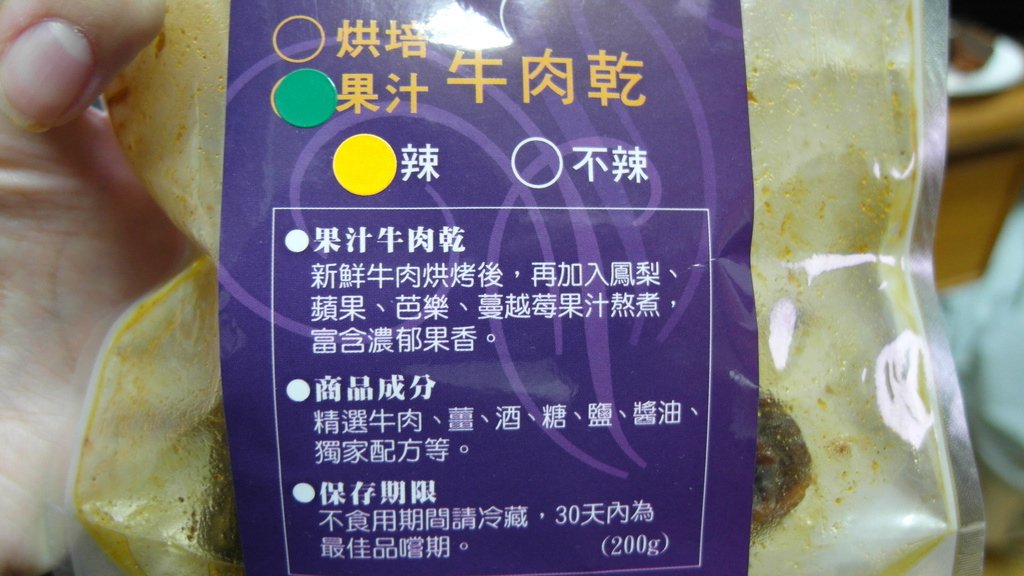 烘培
果汁 牛肉乾
辣 不辣
●果汁牛肉乾
新鮮牛肉烘烤後，再加入鳳梨、
蘋果、芭樂、蔓越莓果汁熬煮，
富含濃郁果香。
●商品成分
精選牛肉、薑、酒、糖、鹽、醬油、
獨家配方等。
●保存期限
不食用期間請冷藏，30天內為
最佳品嚐期。 (200g)